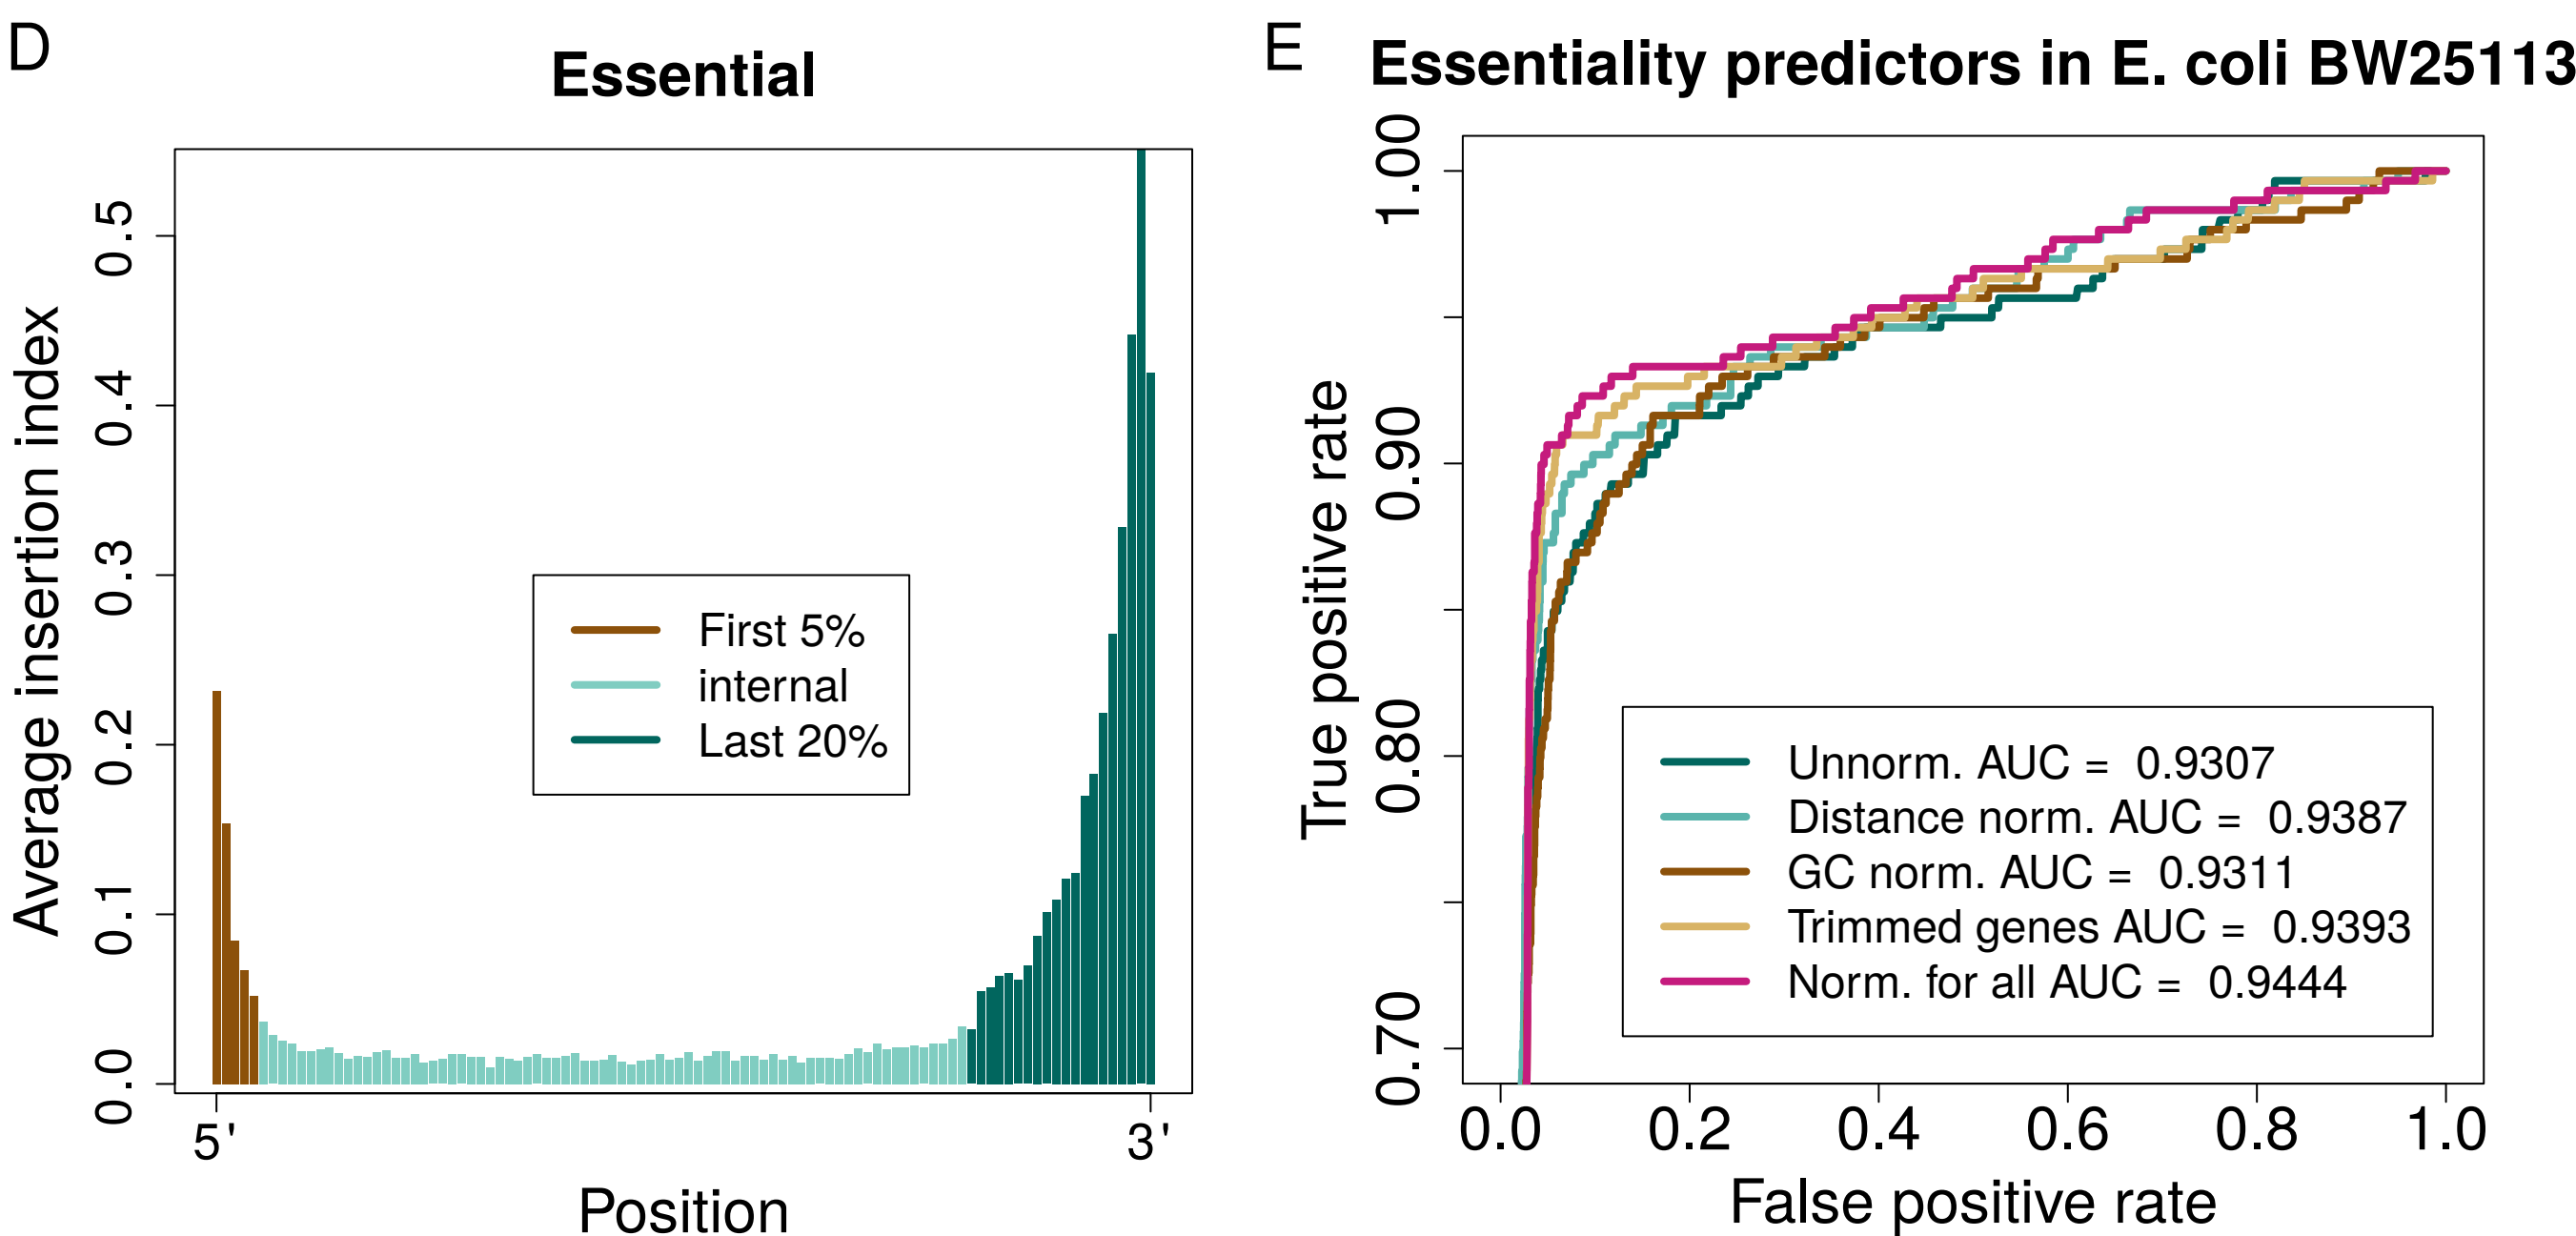 D
Essential
Average insertion index
0.0
0.1
0.2
0.3
0.4
0.5
First 5%
internal
Last 20%
5'
3'
Position
E
Essentiality predictors in E. coli BW25113
True positive rate
0.70
0.80
0.90
1.00
Unnorm. AUC = 0.9307
Distance norm. AUC = 0.9387
GC norm. AUC = 0.9311
Trimmed genes AUC = 0.9393
Norm. for all AUC = 0.9444
0.0
0.2
0.4
0.6
0.8
1.0
False positive rate